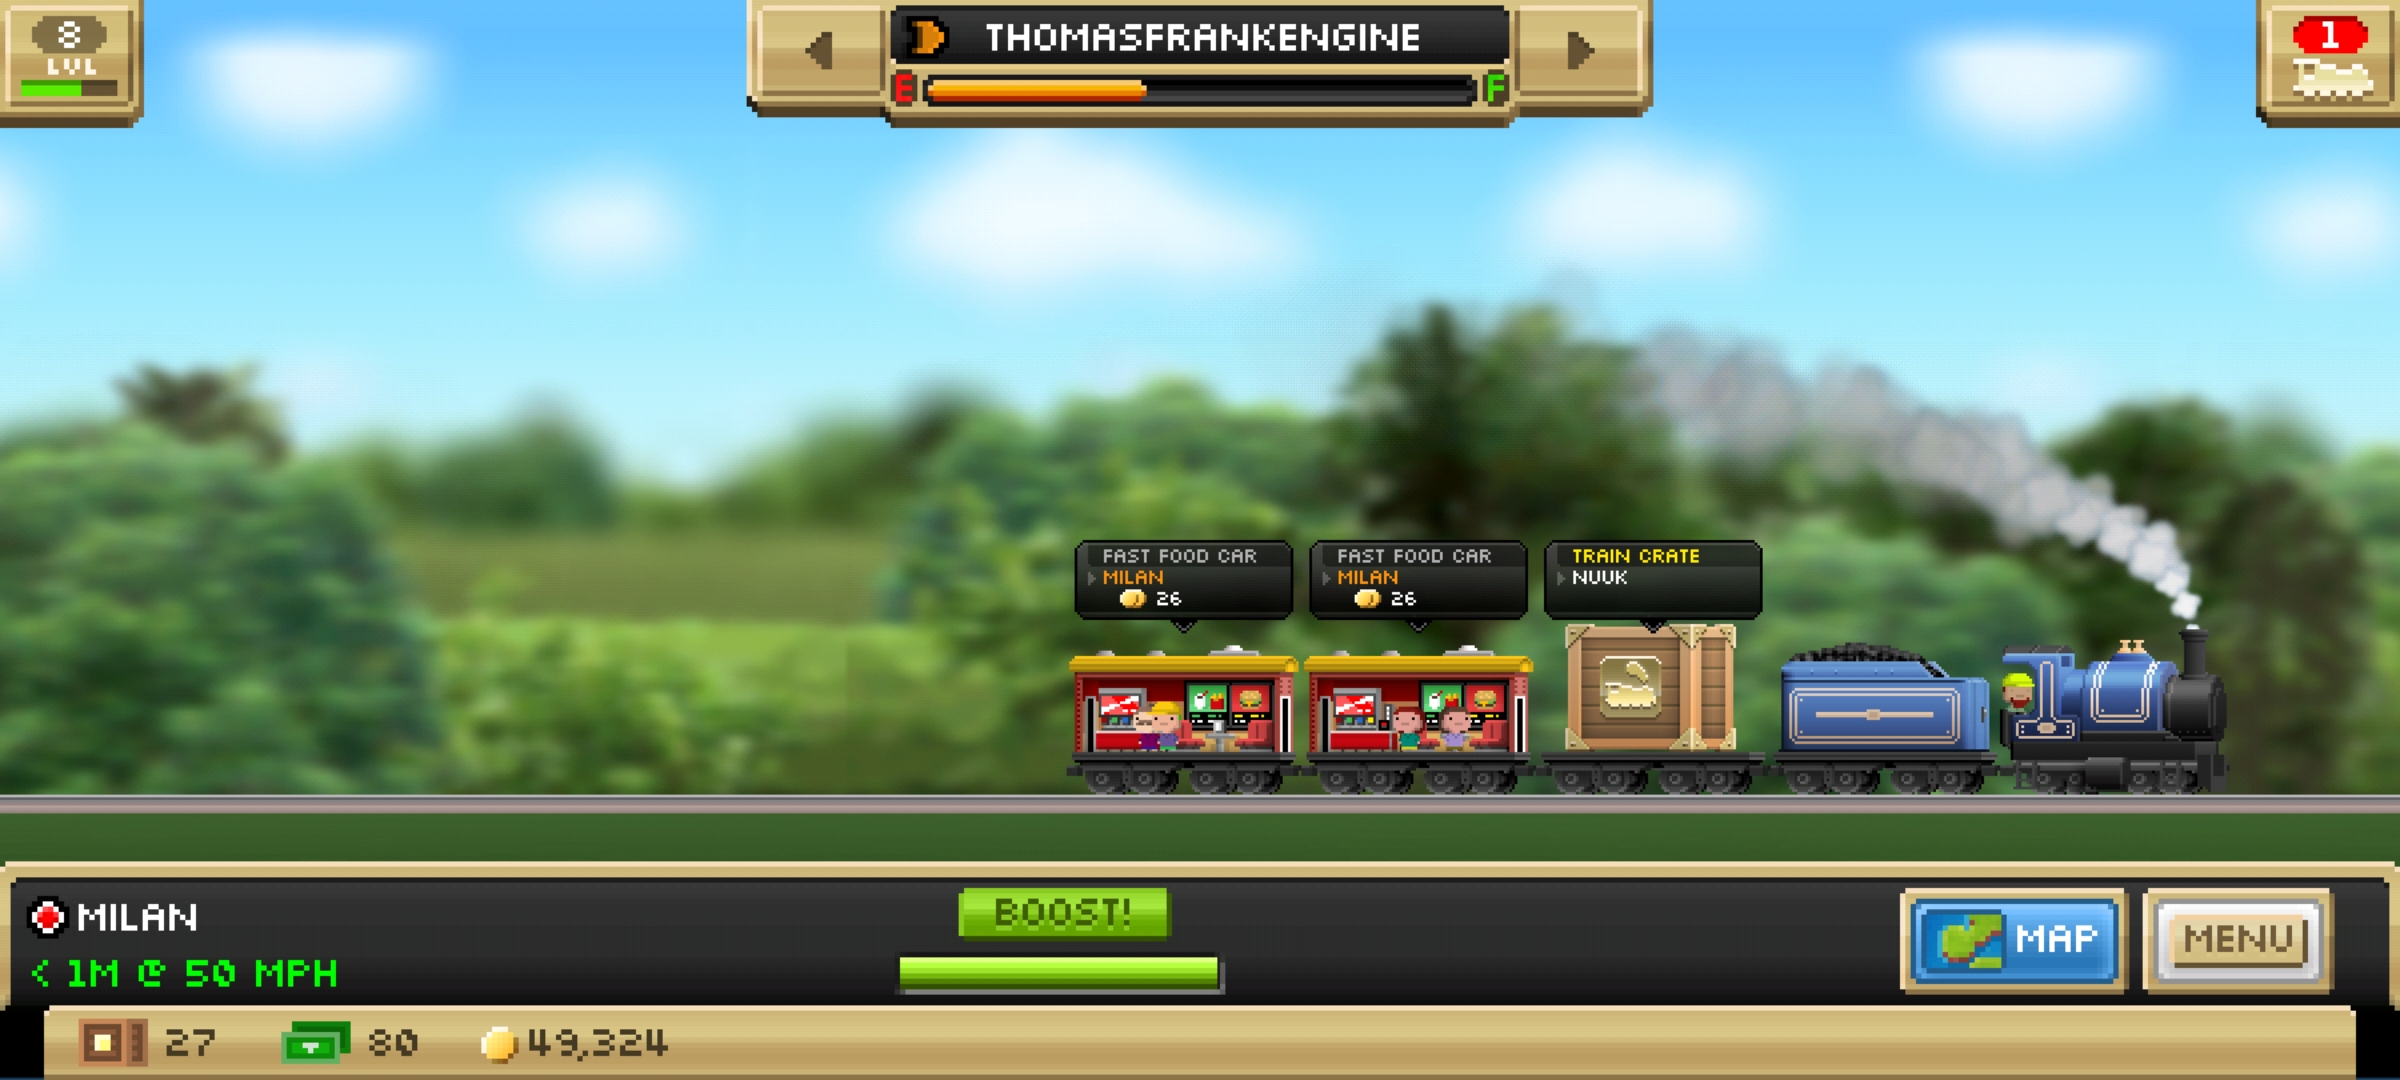 8
LVL
THOMASFRANKENGINE
E F
1
FAST FOOD CAR
MILAN
26
FAST FOOD CAR
MILAN
26
TRAIN CRATE
NUUK
MILAN
< 1M @ 50 MPH
BOOST!
MAP
MENU
27
80
49,324